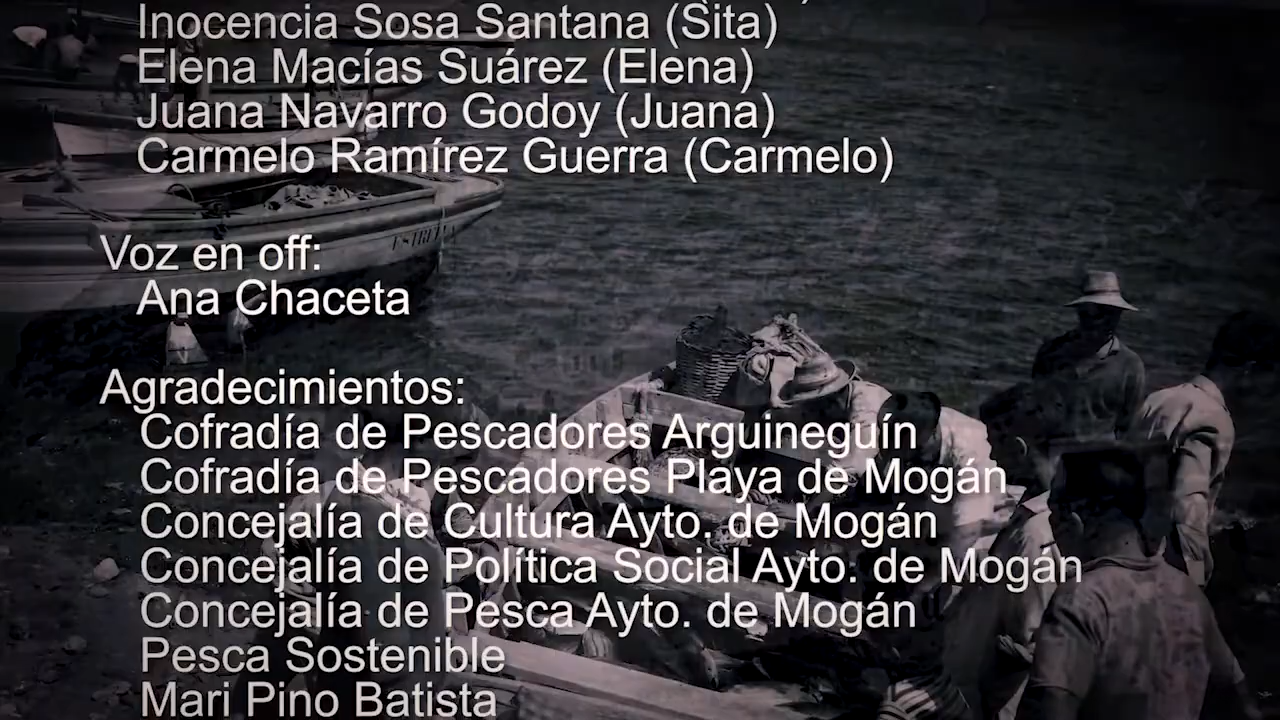 Inocencia Sosa Santana (Sita)
Elena Macías Suárez (Elena)
Juana Navarro Godoy (Juana)
Carmelo Ramírez Guerra (Carmelo)
ESTRELLA
Voz en off:
Ana Chaceta
Agradecimientos:
Cofradía de Pescadores Arguineguín
Cofradía de Pescadores Playa de Mogán
Concejalía de Cultura Ayto. de Mogán
Concejalía de Política Social Ayto. de Mogán
Concejalía de Pesca Ayto. de Mogán
Pesca Sostenible
Mari Pino Batista